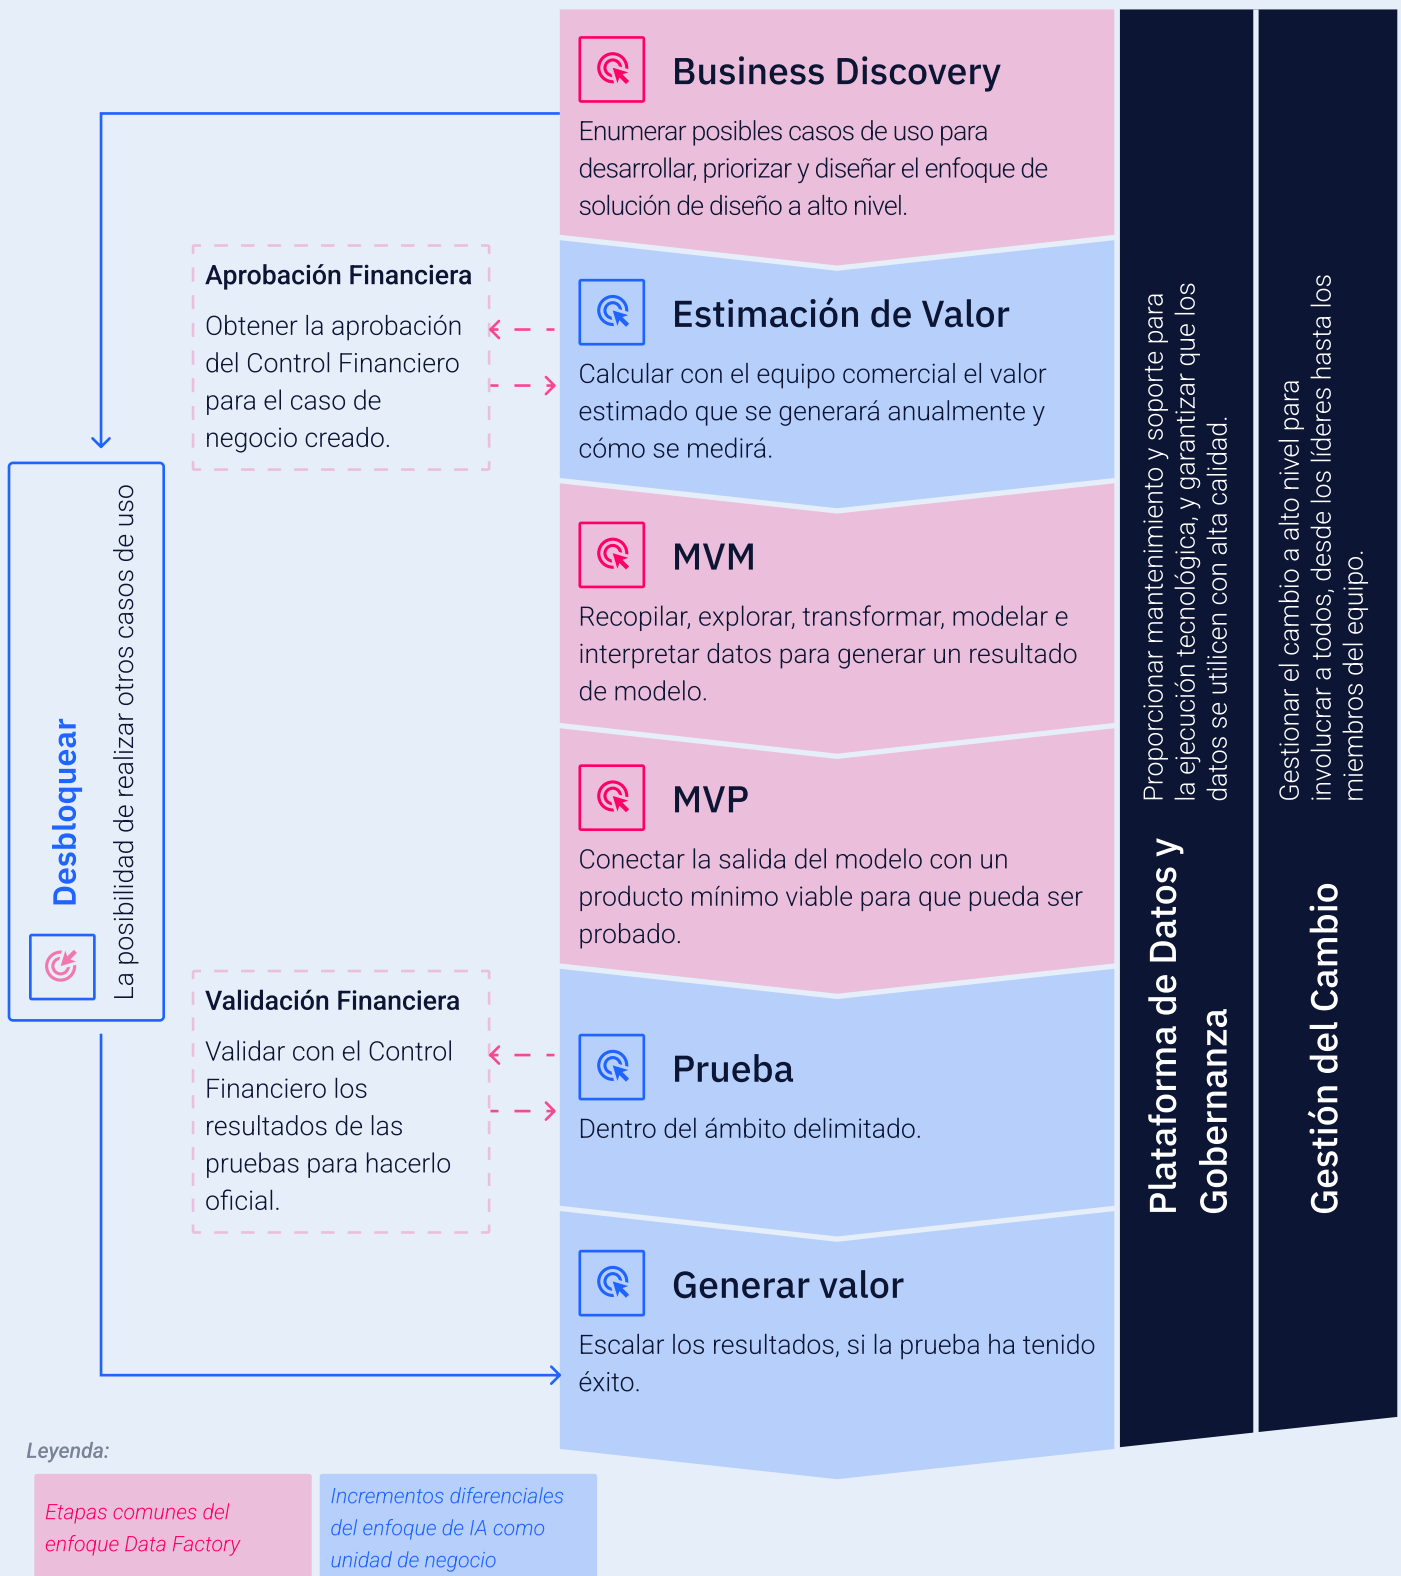 Business Discovery
Enumerar posibles casos de uso para
desarrollar, priorizar y diseñar el enfoque de
solución de diseño a alto nivel.
Aprobación Financiera
Obtener la aprobación
del Control Financiero
para el caso de
negocio creado.
Estimación de Valor
Calcular con el equipo comercial el valor
estimado que se generará anualmente y
cómo se medirá.
MVM
Recopilar, explorar, transformar, modelar e
interpretar datos para generar un resultado
de modelo.
Desbloquear
La posibilidad de realizar otros casos de uso
MVP
Conectar la salida del modelo con un
producto mínimo viable para que pueda ser
probado.
Validación Financiera
Validar con el Control
Financiero los
resultados de las
pruebas para hacerlo
oficial.
Prueba
Dentro del ámbito delimitado.
Generar valor
Escalar los resultados, si la prueba ha tenido
éxito.
Plataforma de Datos y
Gobernanza
Proporcionar mantenimiento y soporte para
la ejecución tecnológica, y garantizar que los
datos se utilicen con alta calidad.
Gestión del Cambio
Gestionar el cambio a alto nivel para
involucrar a todos, desde los líderes hasta los
miembros del equipo.
Leyenda:
Etapas comunes del
enfoque Data Factory
Incrementos diferenciales
del enfoque de IA como
unidad de negocio